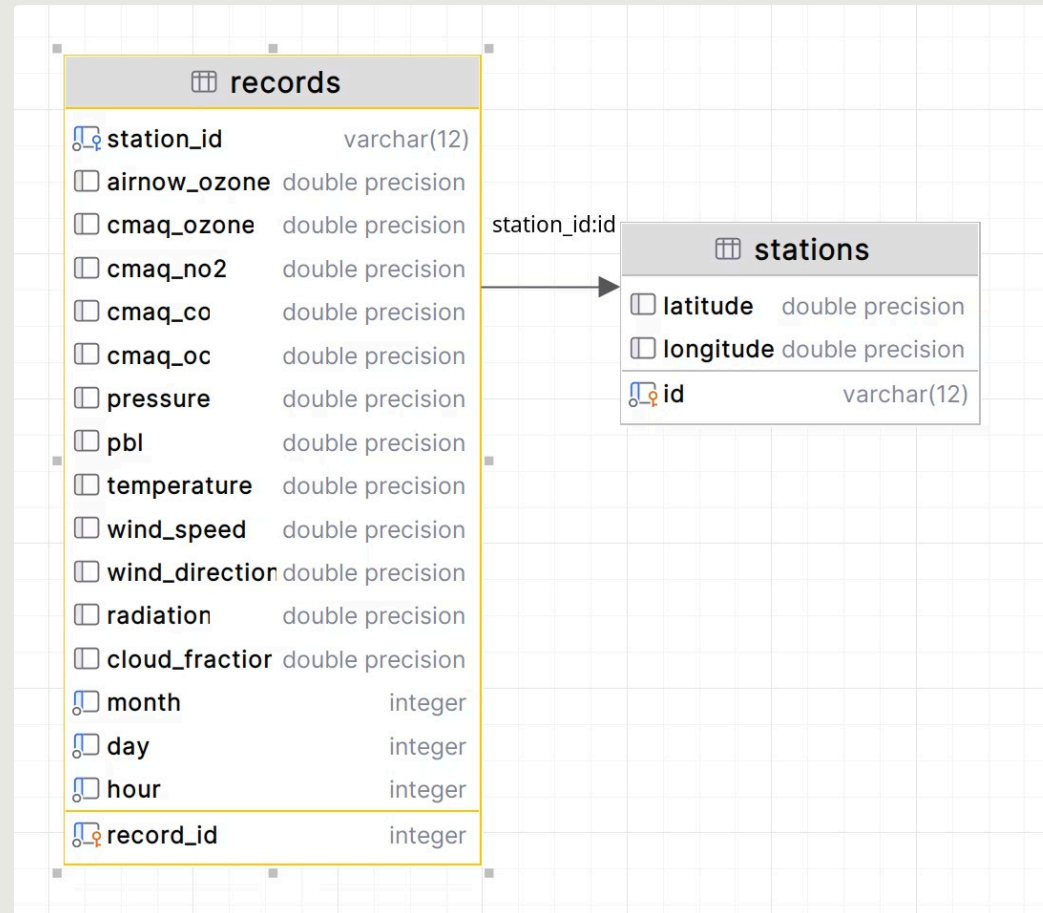 records
station_id varchar(12)
airnow_ozone double precision
cmaq_ozone double precision
cmaq_no2 double precision
cmaq_co double precision
cmaq_oc double precision
pressure double precision
pbl double precision
temperature double precision
wind_speed double precision
wind_direction double precision
radiation double precision
cloud_fraction double precision
month integer
day integer
hour integer
record_id integer
station_id:id
stations
latitude double precision
longitude double precision
id varchar(12)